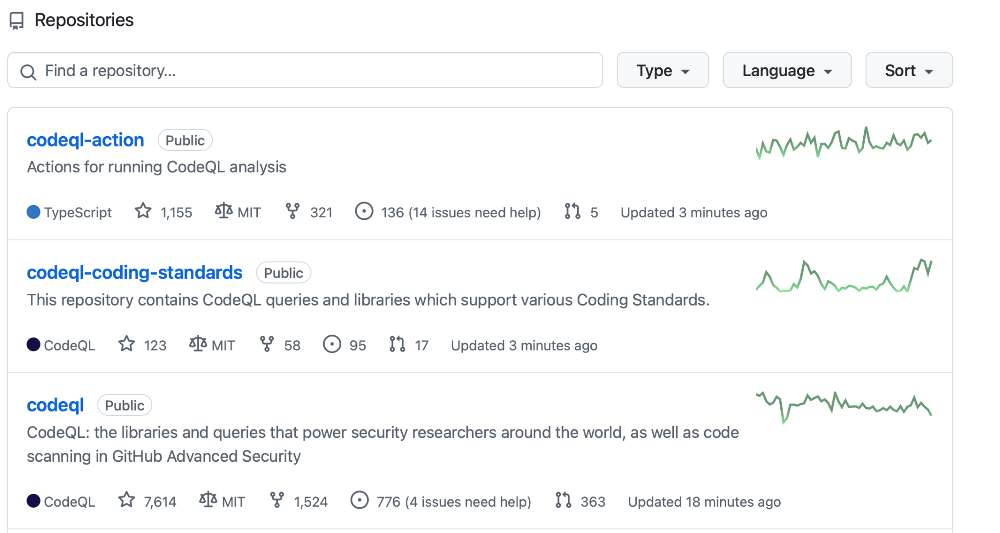 Repositories
Find a repository...
Type
Language
Sort
codeql-action Public
Actions for running CodeQL analysis
TypeScript 1,155 MIT 321 136 (14 issues need help) 5 Updated 3 minutes ago
codeql-coding-standards Public
This repository contains CodeQL queries and libraries which support various Coding Standards.
CodeQL 123 MIT 58 95 17 Updated 3 minutes ago
codeql Public
CodeQL: the libraries and queries that power security researchers around the world, as well as code
scanning in GitHub Advanced Security
CodeQL 7,614 MIT 1,524 776 (4 issues need help) 363 Updated 18 minutes ago